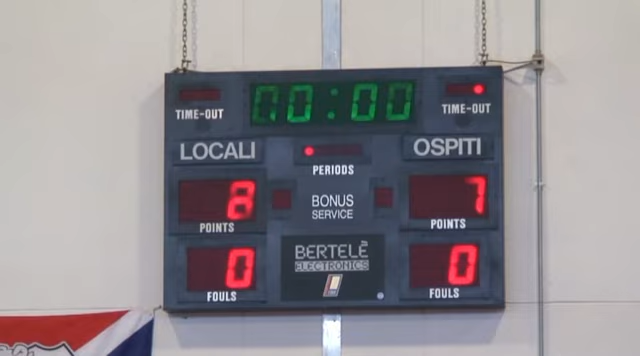 00:00
TIME-OUT
TIME-OUT
LOCALI
OSPITI
PERIODS
8
7
BONUS
SERVICE
POINTS
POINTS
BERTELÈ
ELECTRONICS
0
0
FOULS
FOULS